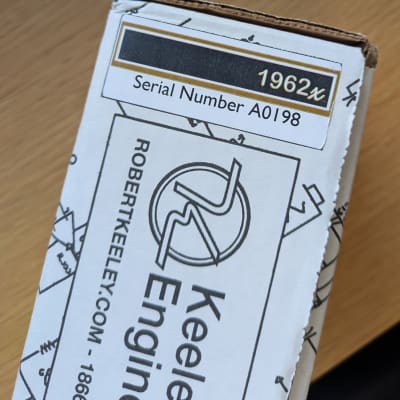 1962x
Serial Number A0198
Keele
Engine
ROBERTKEELEY.COM - 1866